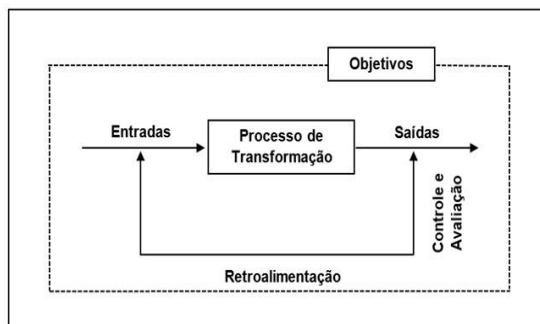 Objetivos
Entradas
Processo de
Transformação
Saídas
Controle e
Avaliação
Retroalimentação